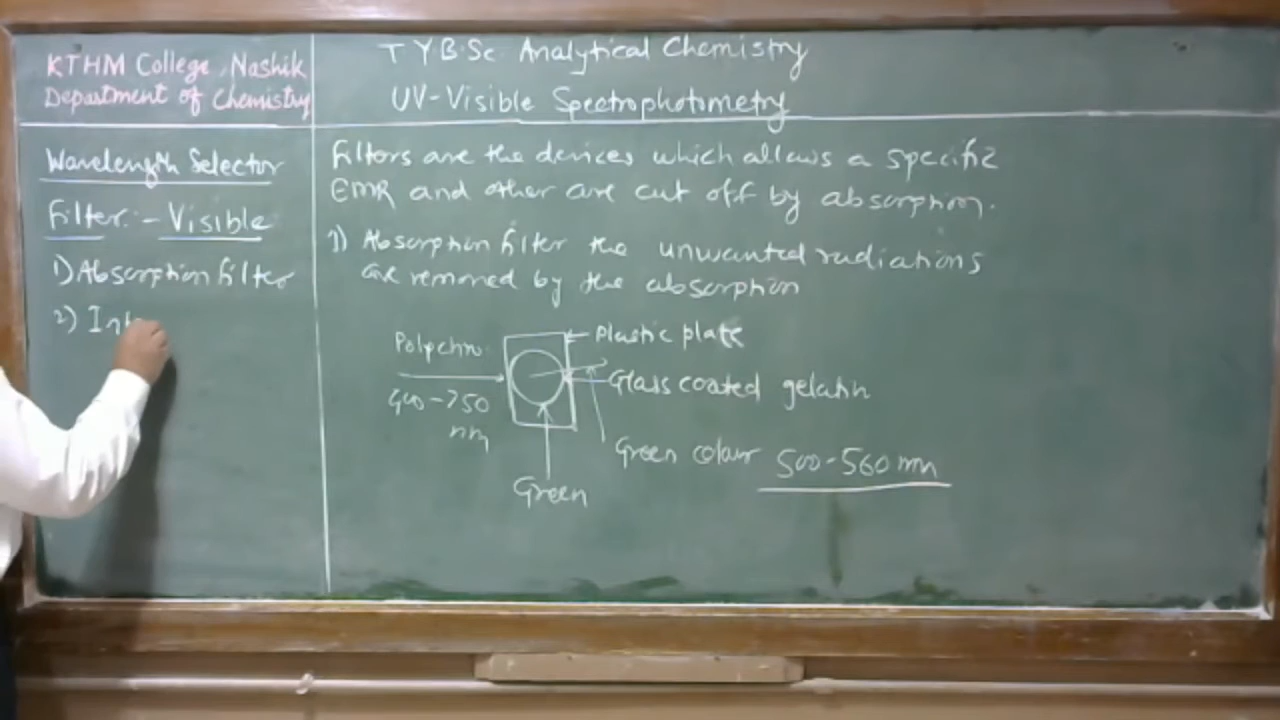 KTHM College, Nashik
Department of Chemistry
T Y B.Sc Analytical Chemistry
UV-Visible Spectrophotometry
Wavelength Selector
Filter:- Visible
1) Absorption Filter
2) Int
Filters are the devices which allows a specific
EMR and other are cut off by absorption.
1) Absorption filter the unwanted radiations
are removed by the absorption
Polychro.
400-750
nm
Plastic plate
Glass coated gelatin
Green colour 500-560 nm
Green